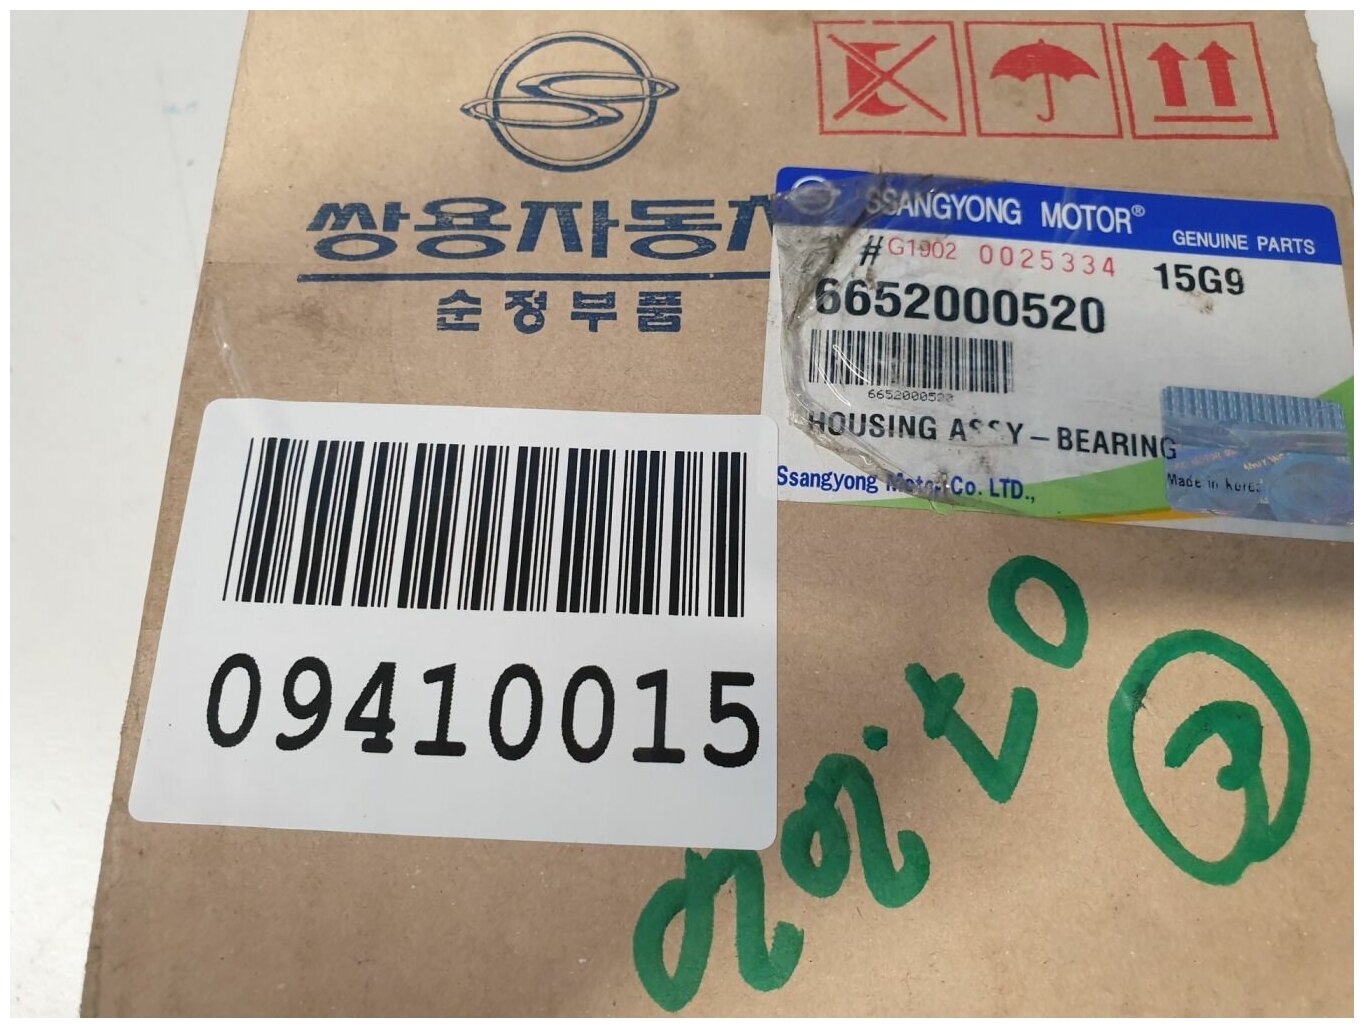 쌍용자동차
순정부품
SSANGYONG MOTOR®
GENUINE PARTS
#G1902 0025334 15G9
6652000520
6652000520
HOUSING ASSY-BEARING
Ssangyong Motor Co. LTD.,
Made in Korea
09410015